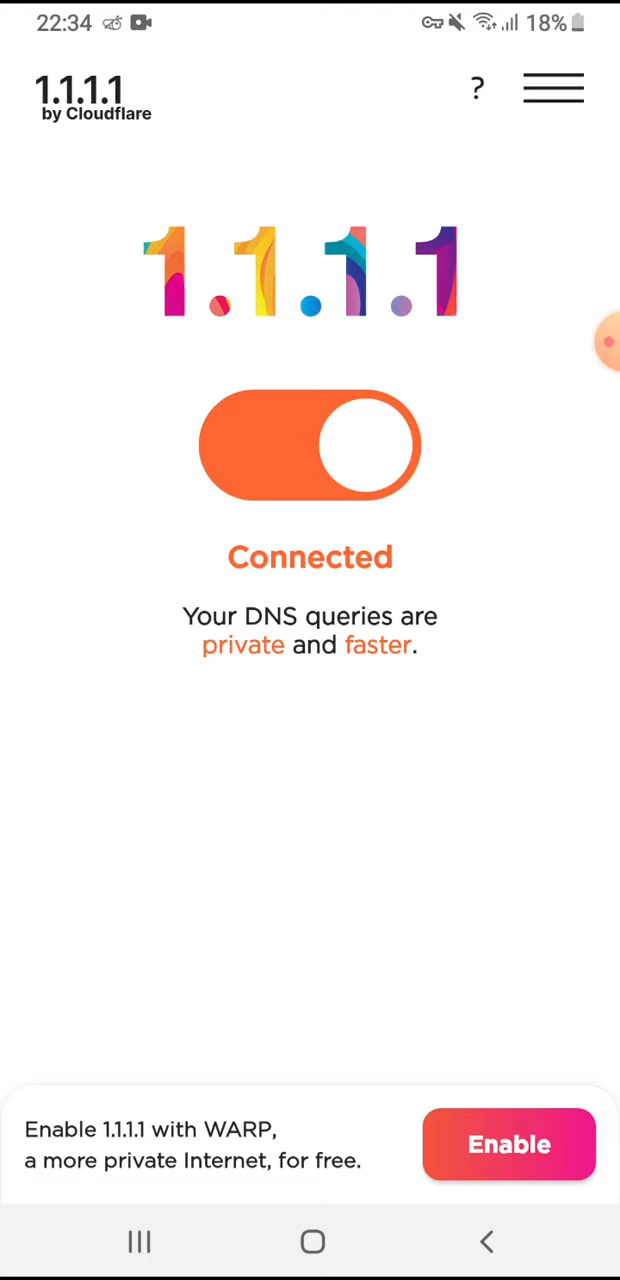 22:34 18%
1.1.1.1 ?
by Cloudflare
1.1.1.1
Connected
Your DNS queries are
private and faster.
Enable 1.1.1.1 with WARP,
a more private Internet, for free.
Enable